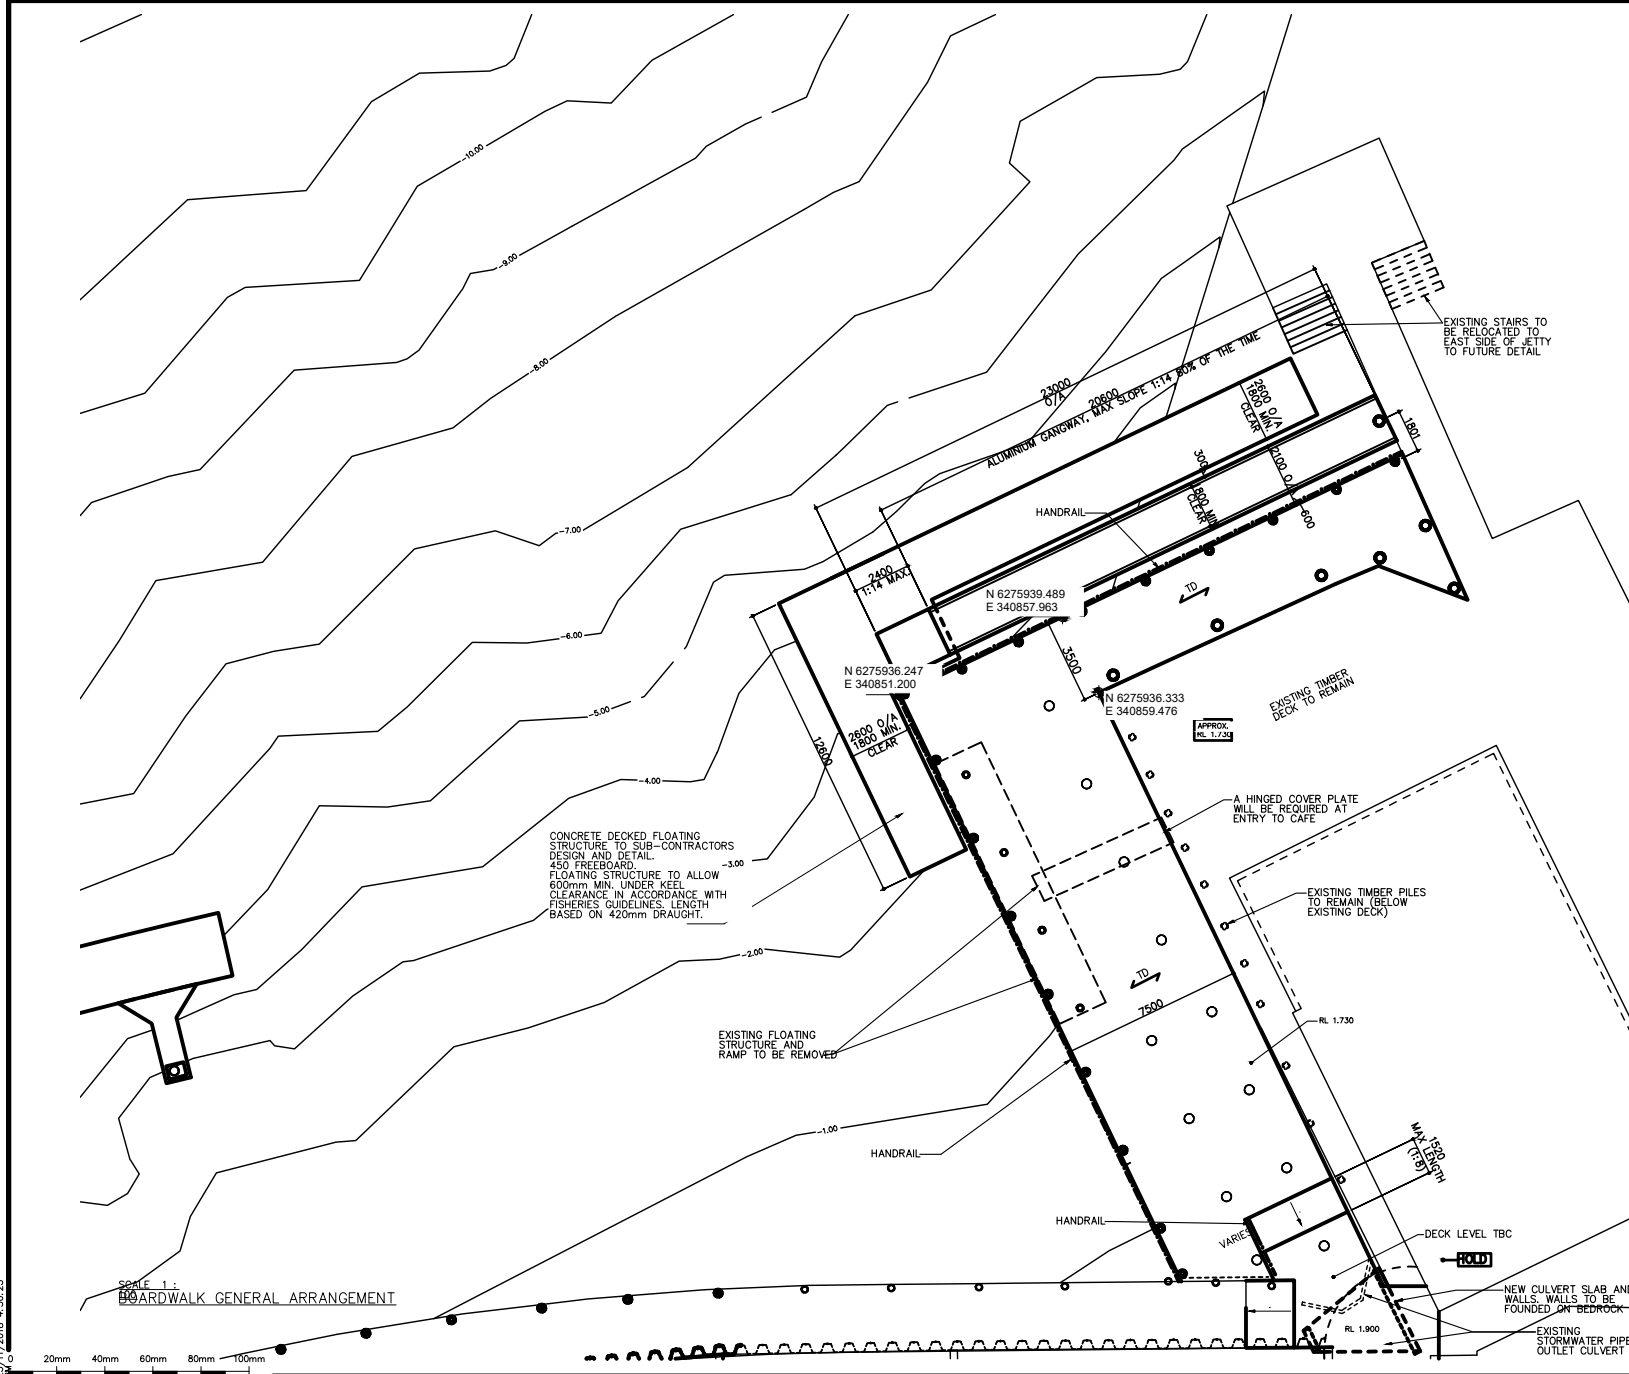 -10.00
-9.00
-8.00
-7.00
-6.00
-5.00
-4.00
-3.00
-2.00
-1.00
EXISTING STAIRS TO
BE RELOCATED TO
EAST SIDE OF JETTY
TO FUTURE DETAIL
23000
O/A
20600
ALUMINIUM GANGWAY, MAX SLOPE 1:14 80% OF THE TIME
2600 O/A
1800 MIN.
CLEAR
1801
300
2100 O/A
1800 MIN.
CLEAR
600
HANDRAIL
2400
1:14 MAX.
N 6275939.489
E 340857.963
TD
3500
N 6275936.247
E 340851.200
N 6275936.333
E 340859.476
EXISTING TIMBER
DECK TO REMAIN
APPROX.
RL 1.730
2600 O/A
1800 MIN.
CLEAR
12600
A HINGED COVER PLATE
WILL BE REQUIRED AT
ENTRY TO CAFE
CONCRETE DECKED FLOATING
STRUCTURE TO SUB-CONTRACTORS
DESIGN AND DETAIL.
450 FREEBOARD.
FLOATING STRUCTURE TO ALLOW
600mm MIN. UNDER KEEL
CLEARANCE IN ACCORDANCE WITH
FISHERIES GUIDELINES. LENGTH
BASED ON 420mm DRAUGHT.
EXISTING TIMBER PILES
TO REMAIN (BELOW
EXISTING DECK)
TD
7500
RL 1.730
EXISTING FLOATING
STRUCTURE AND
RAMP TO BE REMOVED
HANDRAIL
1520
MAX LENGTH
(1:8)
HANDRAIL
VARIES
DECK LEVEL TBC
HOLD
NEW CULVERT SLAB AND
WALLS. WALLS TO BE
FOUNDED ON BEDROCK
RL 1.900
EXISTING
STORMWATER PIPE
OUTLET CULVERT
SCALE 1 :
100
BOARDWALK GENERAL ARRANGEMENT
0 20mm 40mm 60mm 80mm 100mm